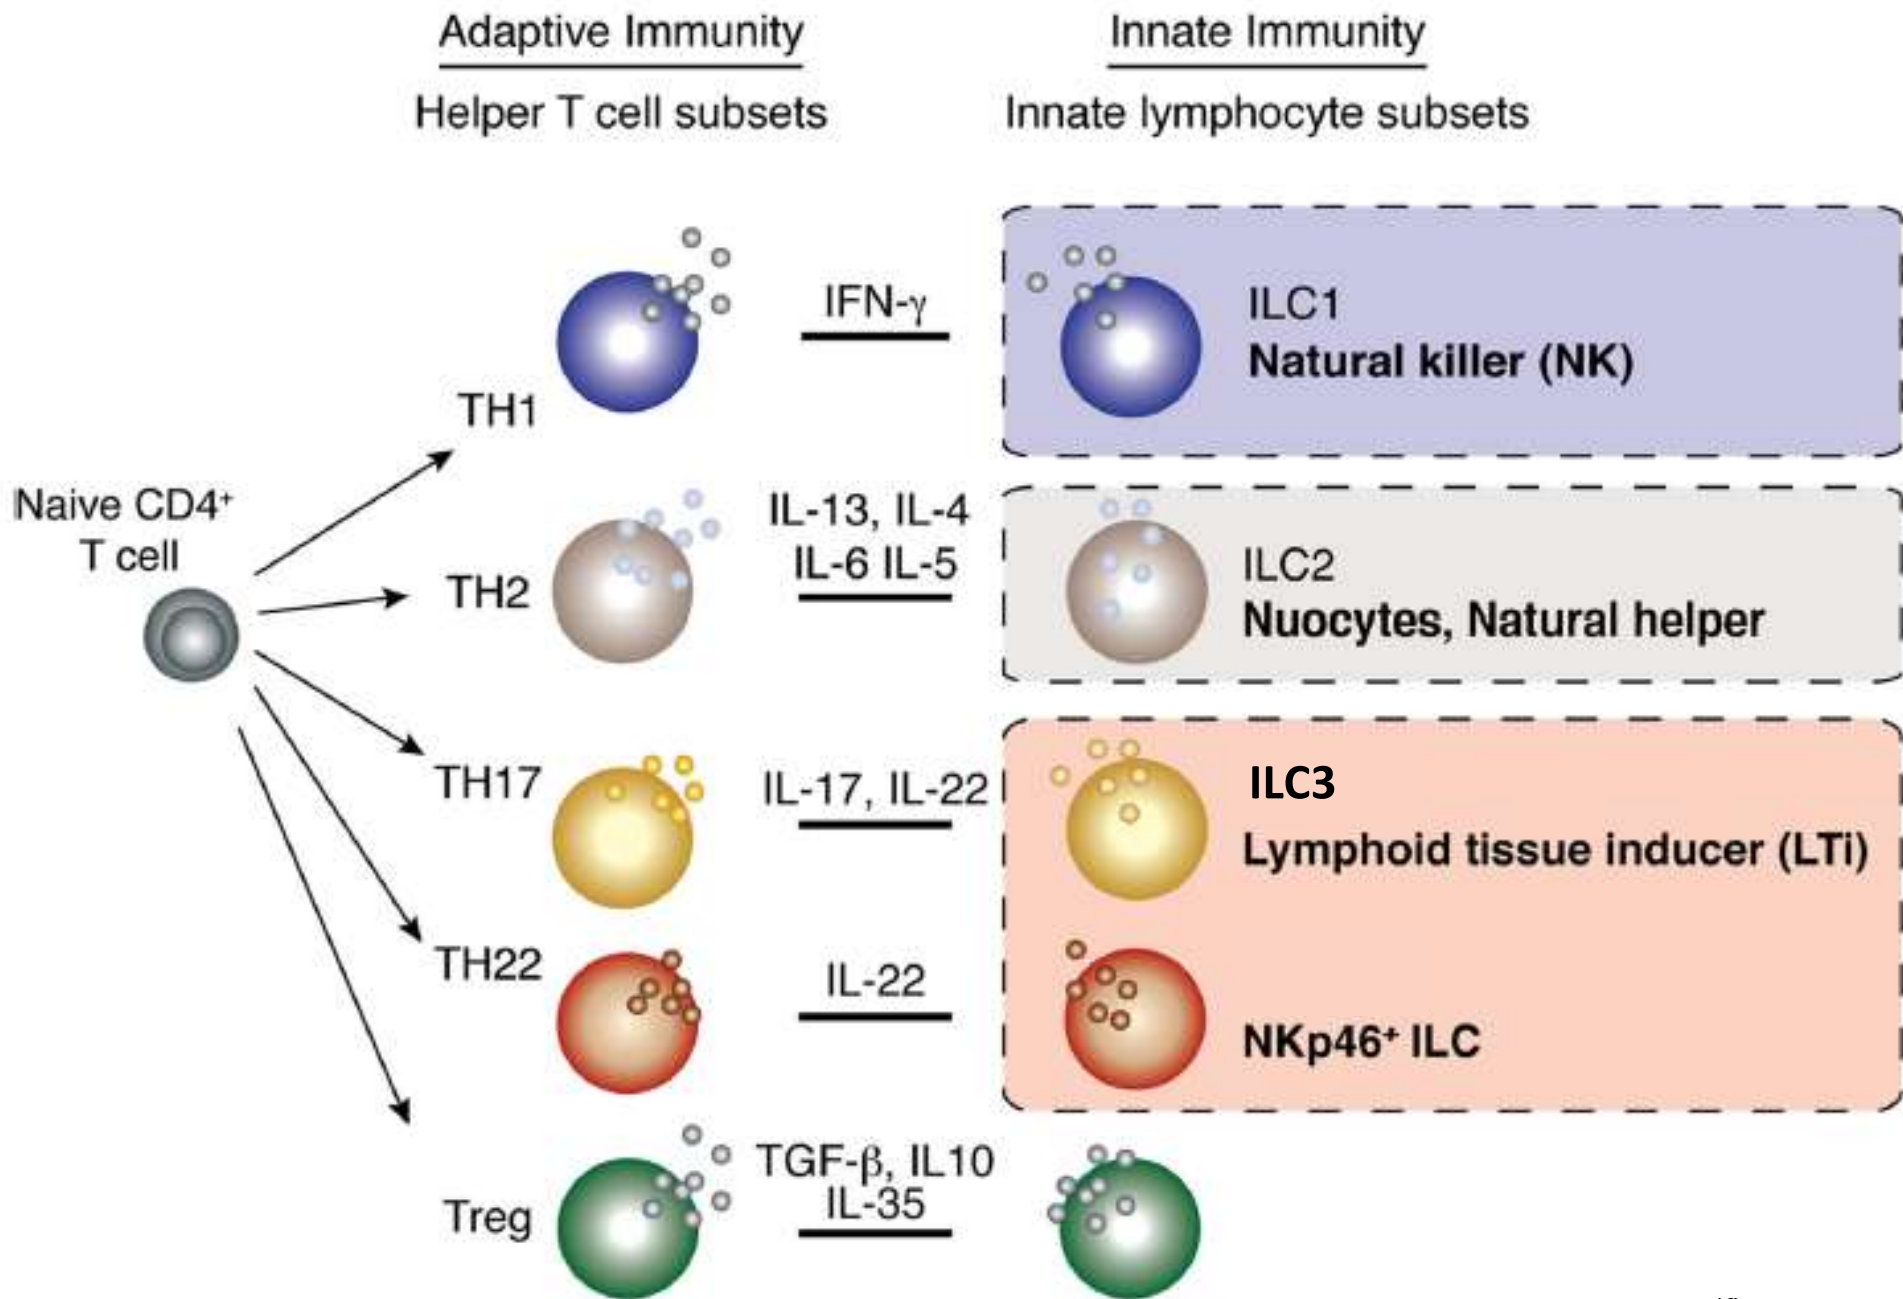 Adaptive Immunity
Innate Immunity
Helper T cell subsets
Innate lymphocyte subsets
Naive CD4⁺
T cell
TH1
IFN-γ
ILC1
Natural killer (NK)
TH2
IL-13, IL-4
IL-6 IL-5
ILC2
Nuocytes, Natural helper
TH17
IL-17, IL-22
ILC3
Lymphoid tissue inducer (LTi)
TH22
IL-22
NKp46⁺ ILC
Treg
TGF-β, IL10
IL-35